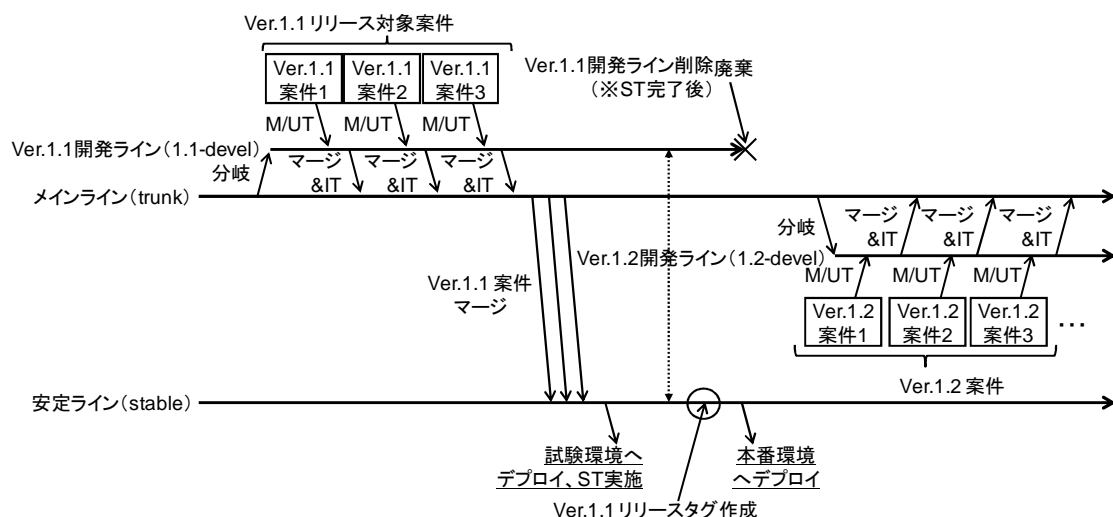 Ver.1.1 リリース対象案件
Ver.1.1
案件1
Ver.1.1
案件2
Ver.1.1
案件3
Ver.1.1開発ライン削除廃棄
(※ST完了後)
M/UT
M/UT
M/UT
Ver.1.1開発ライン(1.1-devel)
分岐
マージ
&IT
マージ
&IT
マージ
&IT
メインライン(trunk)
分岐
マージ
&IT
マージ
&IT
マージ
&IT
Ver.1.2開発ライン(1.2-devel)
Ver.1.1 案件
マージ
M/UT
M/UT
M/UT
Ver.1.2
案件1
Ver.1.2
案件2
Ver.1.2
案件3
…
Ver.1.2 案件
安定ライン(stable)
試験環境へ
デプロイ、ST実施
本番環境
へデプロイ
Ver.1.1リリースタグ作成